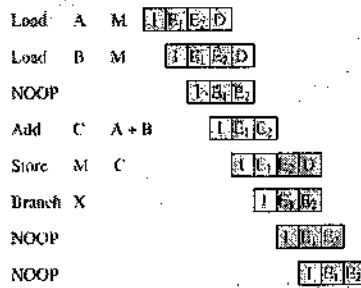 Load A M I E₁ E₂ D
Load B M I E₁ E₂ D
NOOP I E₁ E₂
Add C A + B I E₁ E₂
Store M C I E₁ E₂ D
Branch X I E₁ E₂
NOOP I E₁ E₂
NOOP I E₁ E₂